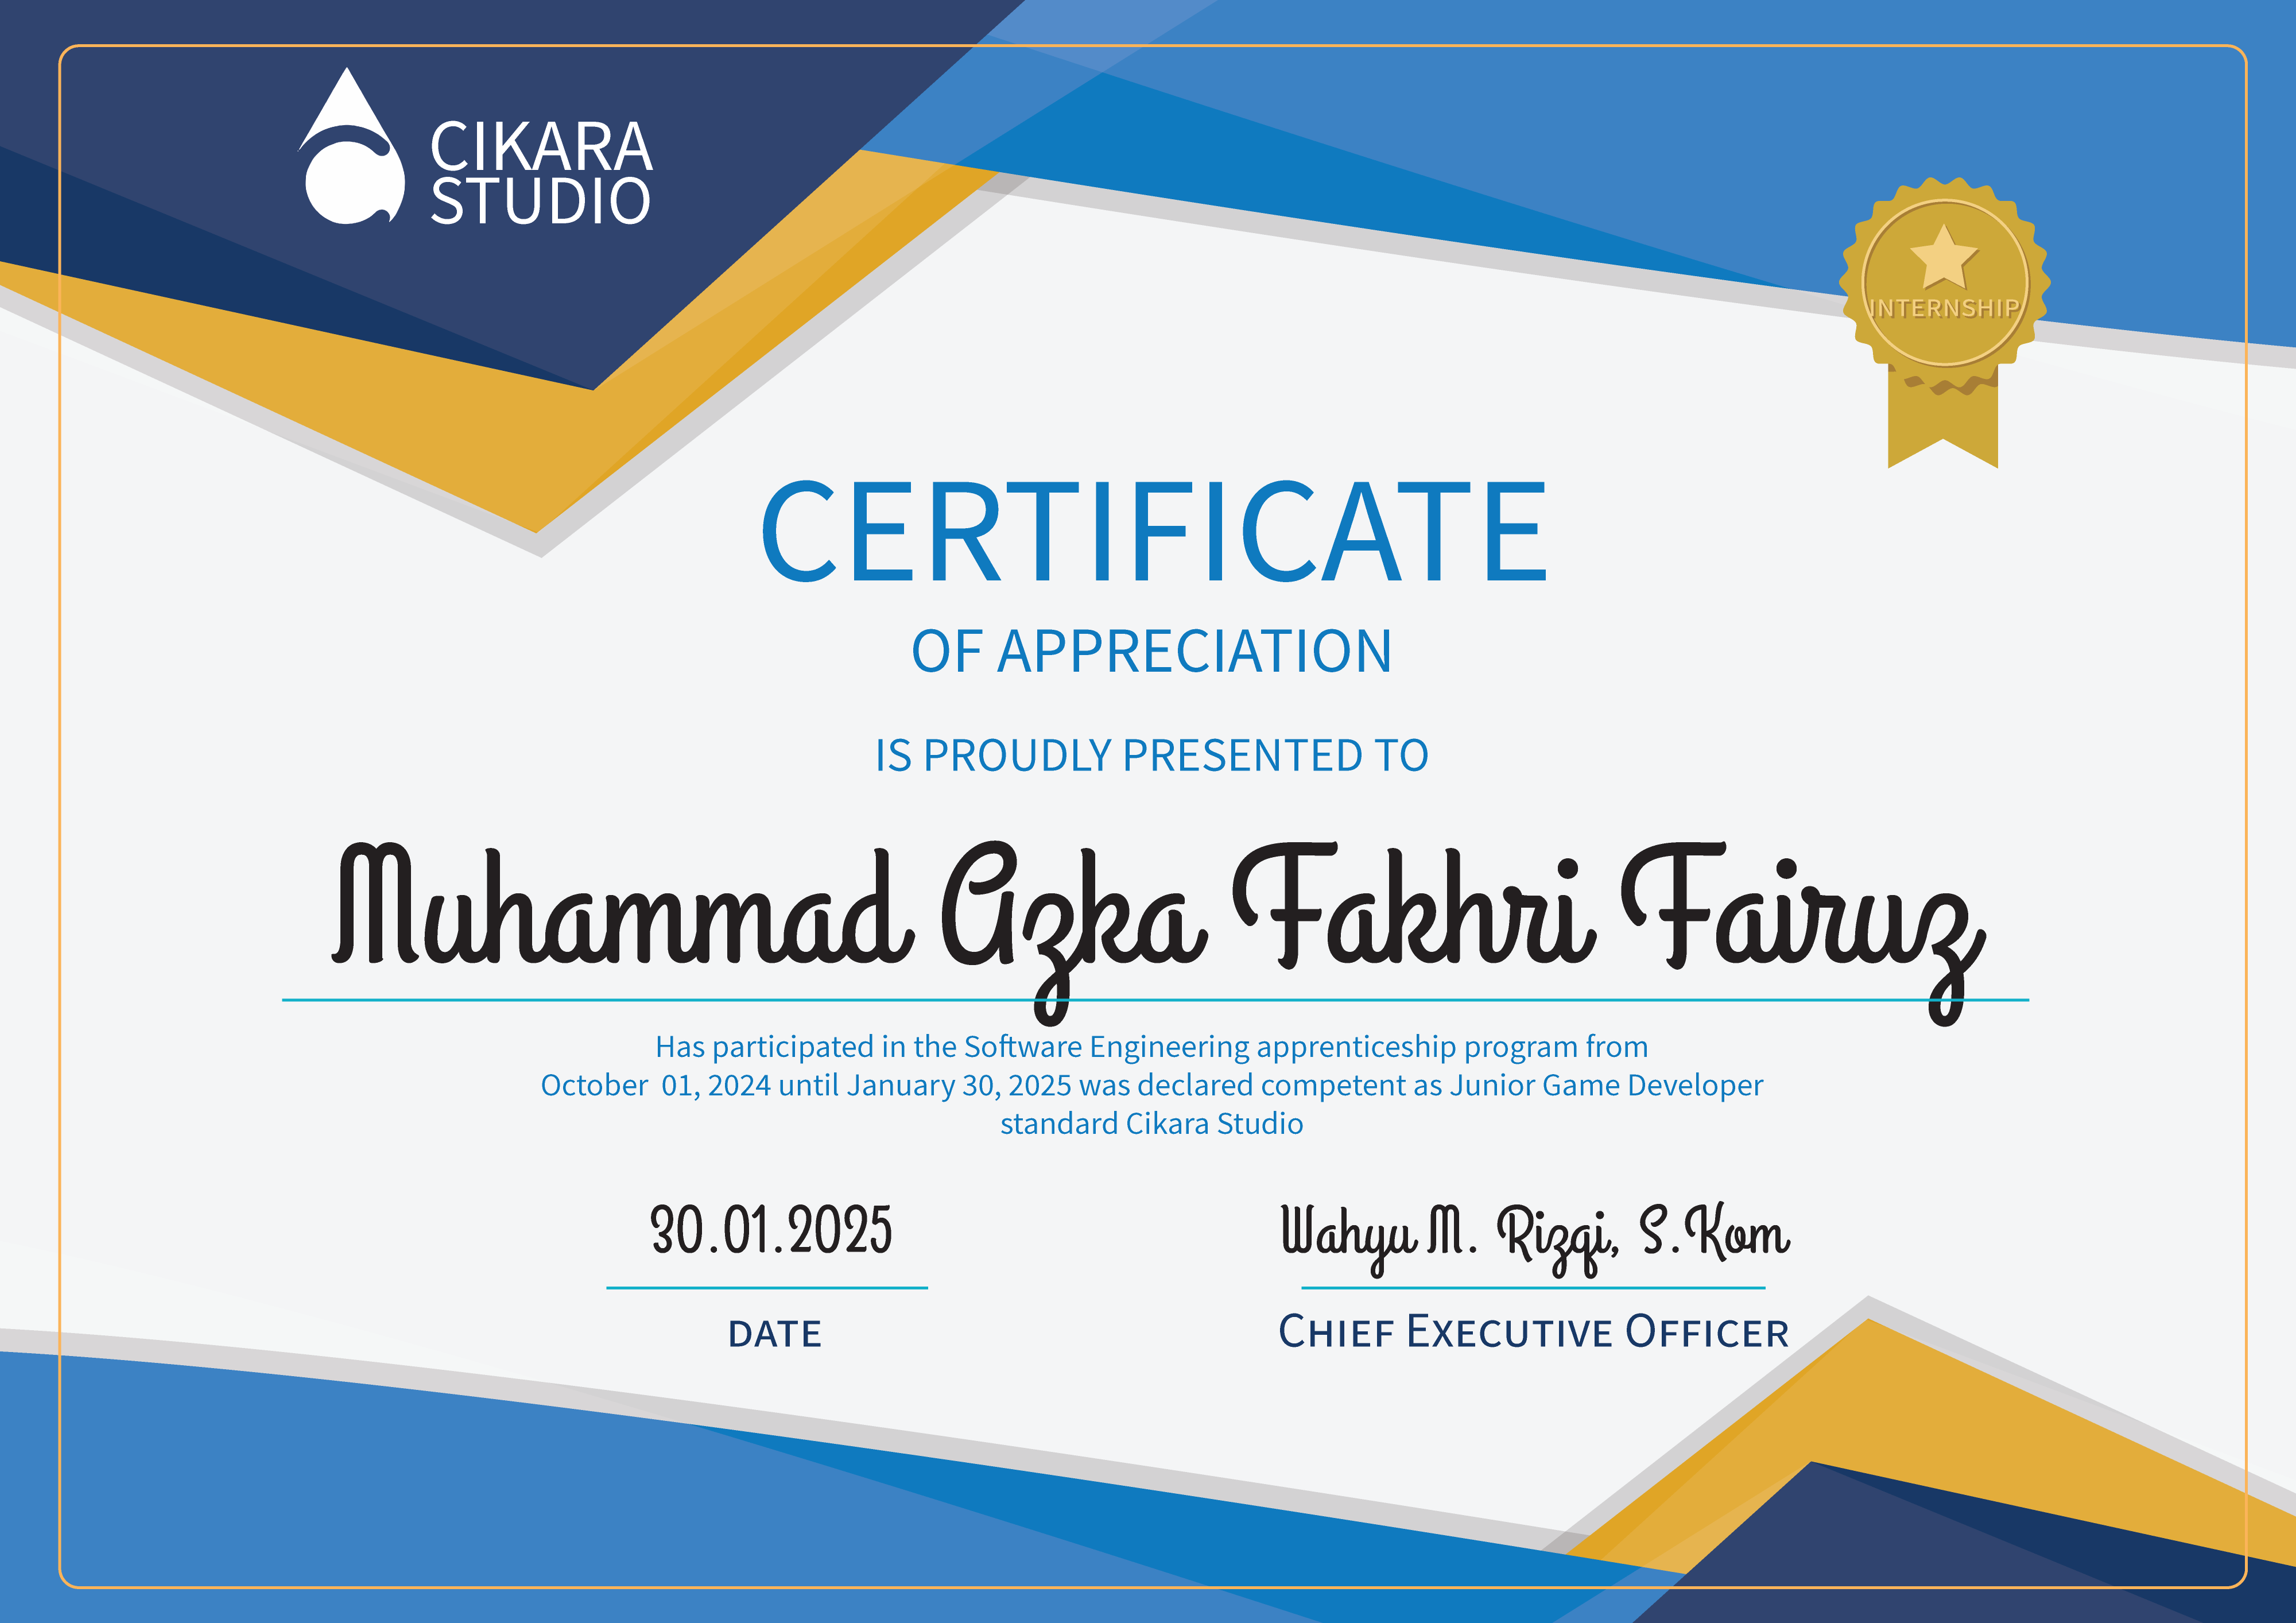 CIKARA
STUDIO
INTERNSHIP
CERTIFICATE
OF APPRECIATION
IS PROUDLY PRESENTED TO
Muhammad Azka Fakhri Fairuz
Has participated in the Software Engineering apprenticeship program from
October  01, 2024 until January 30, 2025 was declared competent as Junior Game Developer
standard Cikara Studio
30.01.2025
Wahyu M. Rizqi, S.Kom
DATE
CHIEF EXECUTIVE OFFICER